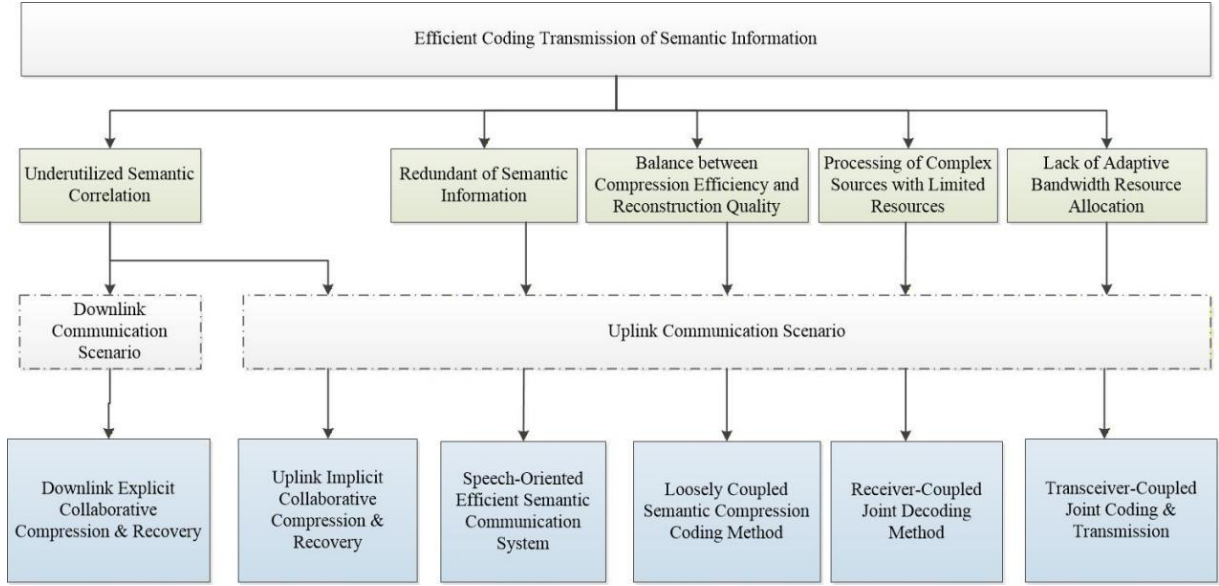 Efficient Coding Transmission of Semantic Information
Underutilized Semantic
Correlation
Redundant of Semantic
Information
Balance between
Compression Efficiency and
Reconstruction Quality
Processing of Complex
Sources with Limited
Resources
Lack of Adaptive
Bandwidth Resource
Allocation
Downlink
Communication
Scenario
Uplink Communication Scenario
Downlink Explicit
Collaborative
Compression & Recovery
Uplink Implicit
Collaborative
Compression &
Recovery
Speech-Oriented
Efficient Semantic
Communication
System
Loosely Coupled
Semantic Compression
Coding Method
Receiver-Coupled
Joint Decoding
Method
Transceiver-Coupled
Joint Coding &
Transmission